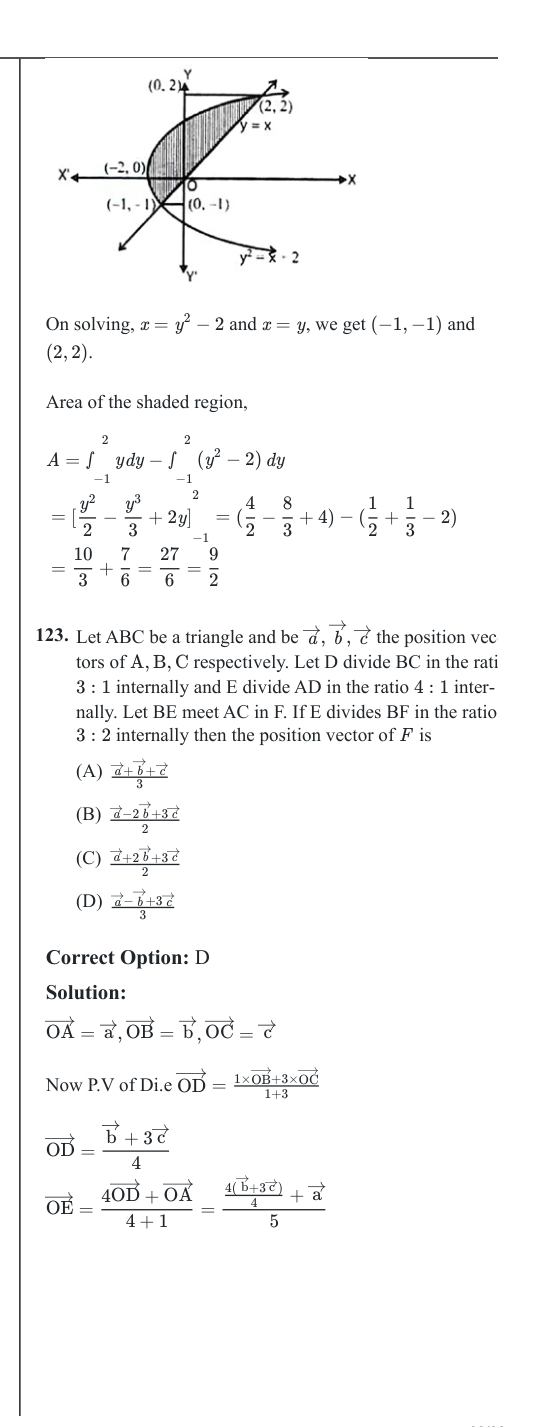 Y
(0, 2)
(2, 2)
y = x
(−2, 0)
X'
X
O
(−1, - 1)
(0, −1)
y² = x - 2
Y'
On solving, x = y² − 2 and x = y, we get (−1, −1) and
(2, 2).
Area of the shaded region,
A = ∫₋₁² ydy − ∫₋₁² (y² − 2) dy
= [y²/2 − y³/3 + 2y]₋₁² = (4/2 − 8/3 + 4) − (1/2 + 1/3 − 2)
= 10/3 + 7/6 = 27/6 = 9/2
123. Let ABC be a triangle and be a⃗, b⃗, c⃗ the position vec
tors of A, B, C respectively. Let D divide BC in the rati
3 : 1 internally and E divide AD in the ratio 4 : 1 inter-
nally. Let BE meet AC in F. If E divides BF in the ratio
3 : 2 internally then the position vector of F is
(A) (a⃗+b⃗+c⃗)/3
(B) (a⃗−2b⃗+3c⃗)/2
(C) (a⃗+2b⃗+3c⃗)/2
(D) (a⃗−b⃗+3c⃗)/3
Correct Option: D
Solution:
OA⃗ = a⃗, OB⃗ = b⃗, OC⃗ = c⃗
Now P.V of Di.e OD⃗ = (1×OB⃗+3×OC⃗)/(1+3)
OD⃗ = (b⃗ + 3c⃗)/4
OE⃗ = (4OD⃗ + OA⃗)/(4 + 1) = (4(b⃗+3c⃗)/4 + a⃗)/5